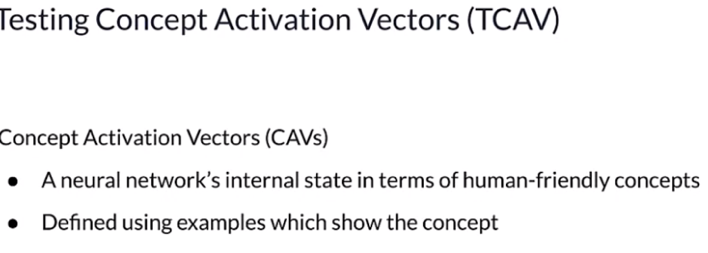 Testing Concept Activation Vectors (TCAV)
Concept Activation Vectors (CAVs)
● A neural network's internal state in terms of human-friendly concepts
● Defined using examples which show the concept